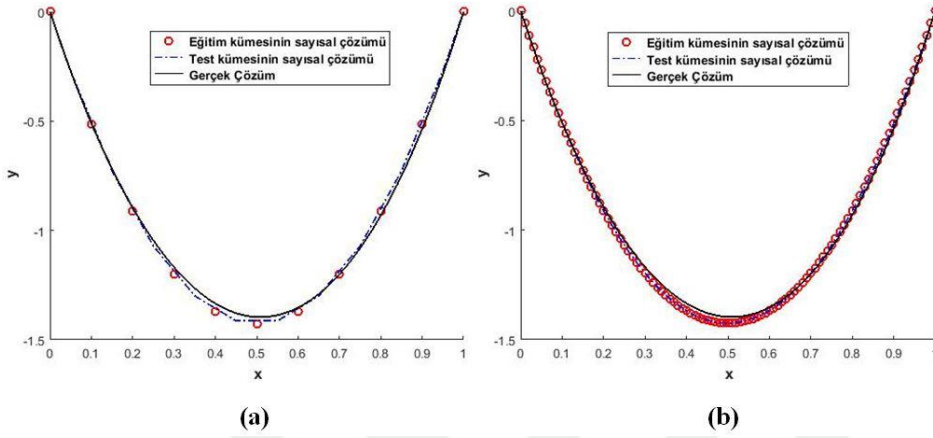 Eğitim kümesinin sayısal çözümü
Test kümesinin sayısal çözümü
Gerçek Çözüm
y
0
-0.5
-1
-1.5
0 0.1 0.2 0.3 0.4 0.5 0.6 0.7 0.8 0.9 1
x
(a)
Eğitim kümesinin sayısal çözümü
Test kümesinin sayısal çözümü
Gerçek Çözüm
y
0
-0.5
-1
-1.5
0 0.1 0.2 0.3 0.4 0.5 0.6 0.7 0.8 0.9 1
x
(b)